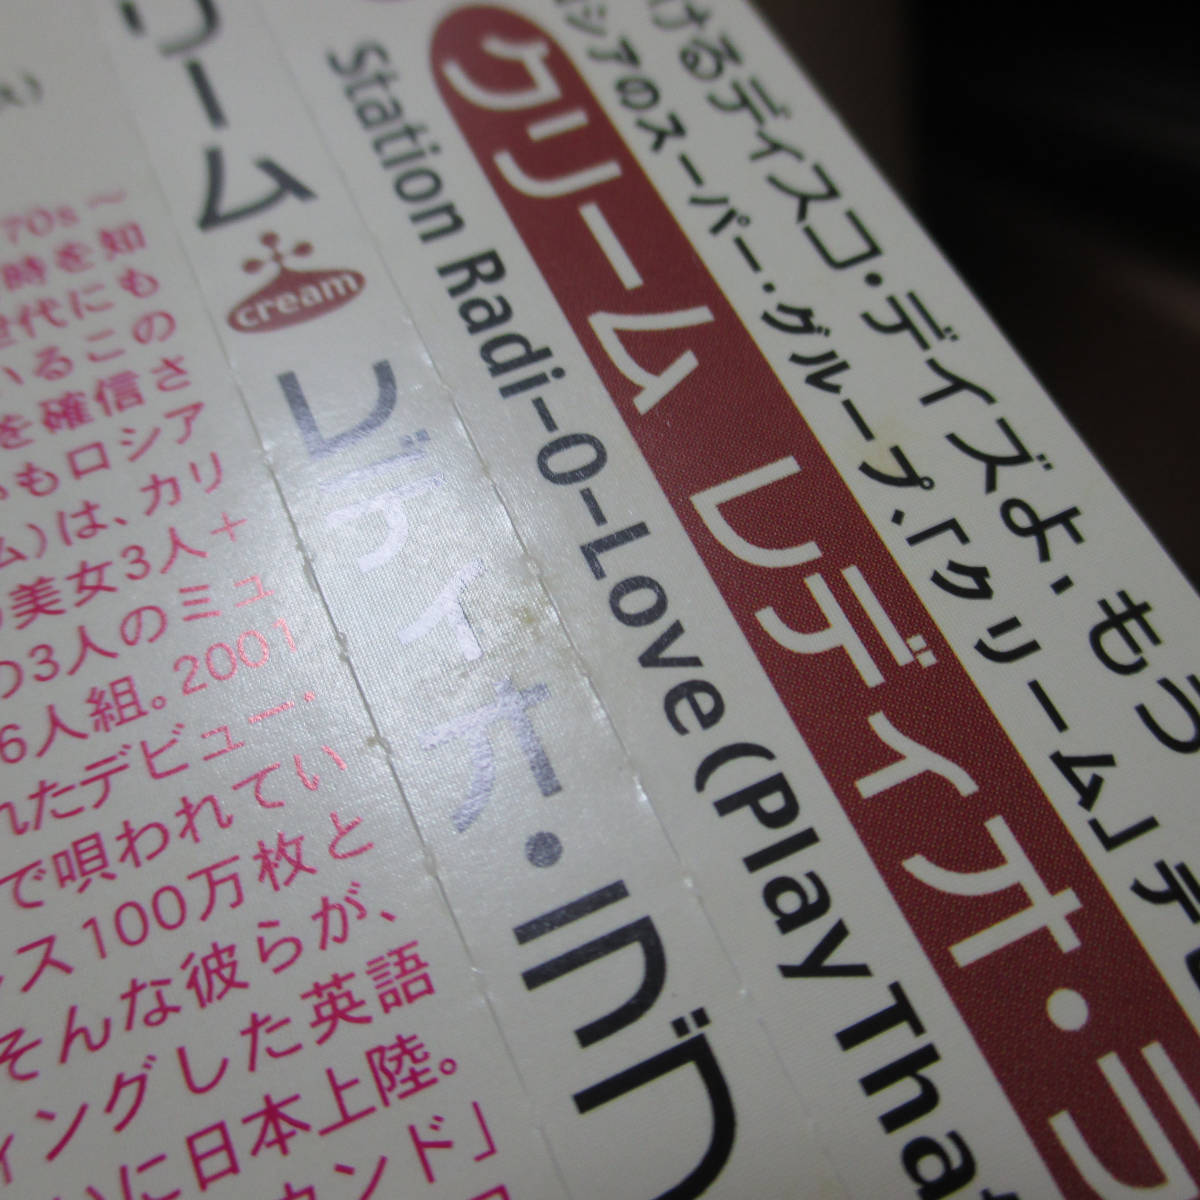 けるディスコ・デイズよ、もう
シアのスーパー・グループ、「クリーム」デ
クリーム レディオ・ラ
Station Radi-O-Love(Play That
リーム cream レディオ・
70s～
時を知
世代にも
いるこの
を確信さ
もロシア
ム)は、カリ
美女3人＋
の3人のミュ
6人組。2001
れたデビュー・
で唄われてい
ス100万枚と
そんな彼らが、
ィングした英語
いに日本上陸。
ウンド」